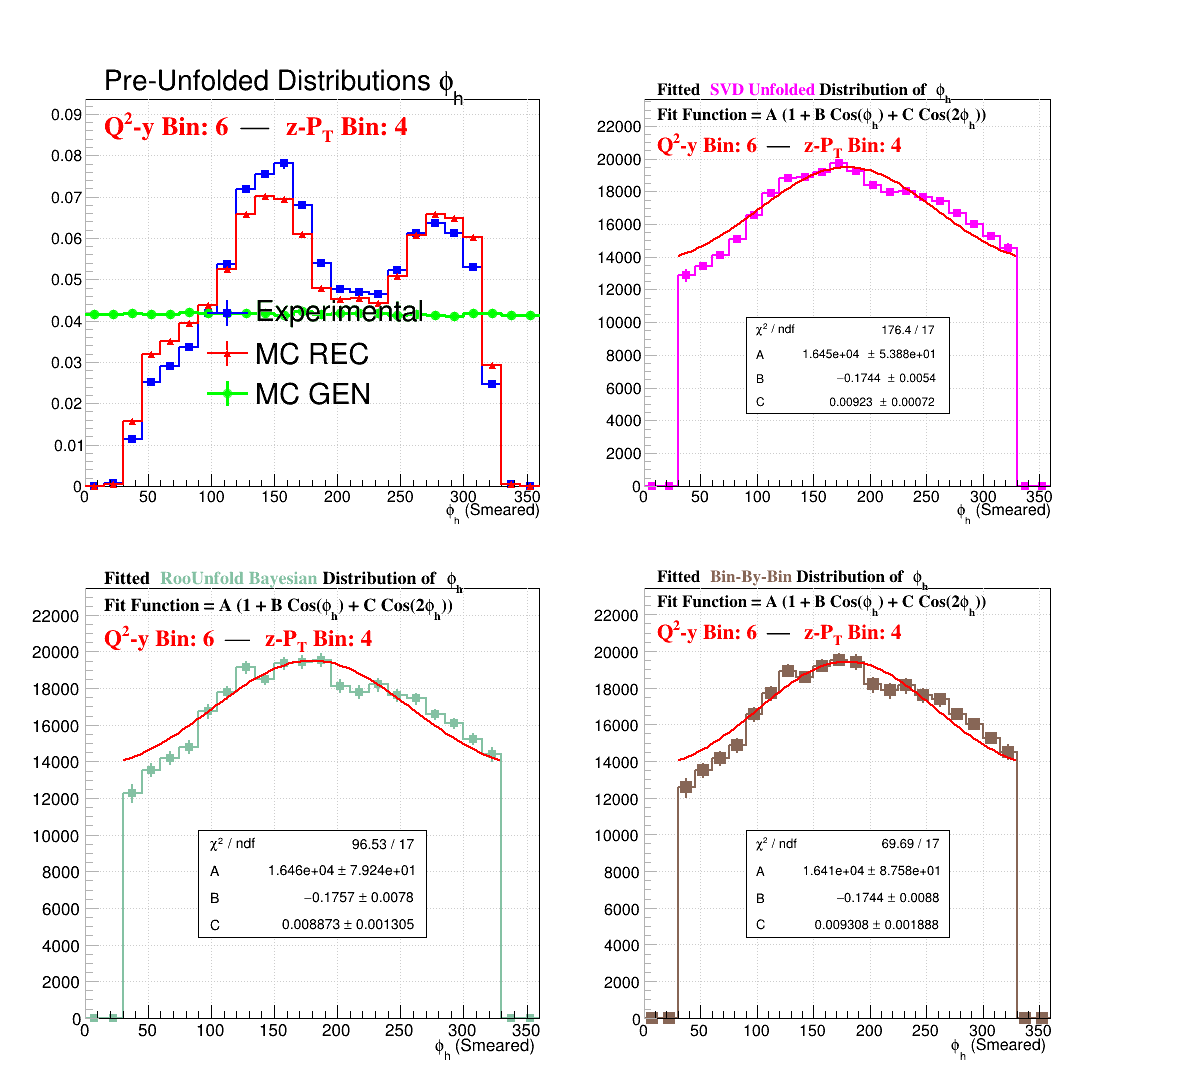 Pre-Unfolded Distributions ϕh
Q2-y Bin: 6 — z-PT Bin: 4
0.09
0.08
0.07
0.06
0.05
0.04
0.03
0.02
0.01
0
Experimental
MC REC
MC GEN
0 50 100 150 200 250 300 350
ϕh (Smeared)
Fitted SVD Unfolded Distribution of ϕh
Fit Function = A (1 + B Cos(ϕh) + C Cos(2ϕh))
Q2-y Bin: 6 — z-PT Bin: 4
22000
20000
18000
16000
14000
12000
10000
8000
6000
4000
2000
0
χ2 / ndf 176.4 / 17
A 1.645e+04 ± 5.388e+01
B −0.1744 ± 0.0054
C 0.00923 ± 0.00072
0 50 100 150 200 250 300 350
ϕh (Smeared)
Fitted RooUnfold Bayesian Distribution of ϕh
Fit Function = A (1 + B Cos(ϕh) + C Cos(2ϕh))
Q2-y Bin: 6 — z-PT Bin: 4
22000
20000
18000
16000
14000
12000
10000
8000
6000
4000
2000
0
χ2 / ndf 96.53 / 17
A 1.646e+04 ± 7.924e+01
B −0.1757 ± 0.0078
C 0.008873 ± 0.001305
0 50 100 150 200 250 300 350
ϕh (Smeared)
Fitted Bin-By-Bin Distribution of ϕh
Fit Function = A (1 + B Cos(ϕh) + C Cos(2ϕh))
Q2-y Bin: 6 — z-PT Bin: 4
22000
20000
18000
16000
14000
12000
10000
8000
6000
4000
2000
0
χ2 / ndf 69.69 / 17
A 1.641e+04 ± 8.758e+01
B −0.1744 ± 0.0088
C 0.009308 ± 0.001888
0 50 100 150 200 250 300 350
ϕh (Smeared)